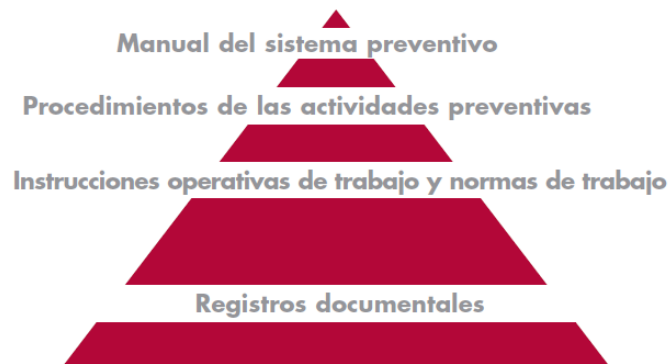 Manual del sistema preventivo
Procedimientos de las actividades preventivas
Instrucciones operativas de trabajo y normas de trabajo
Registros documentales